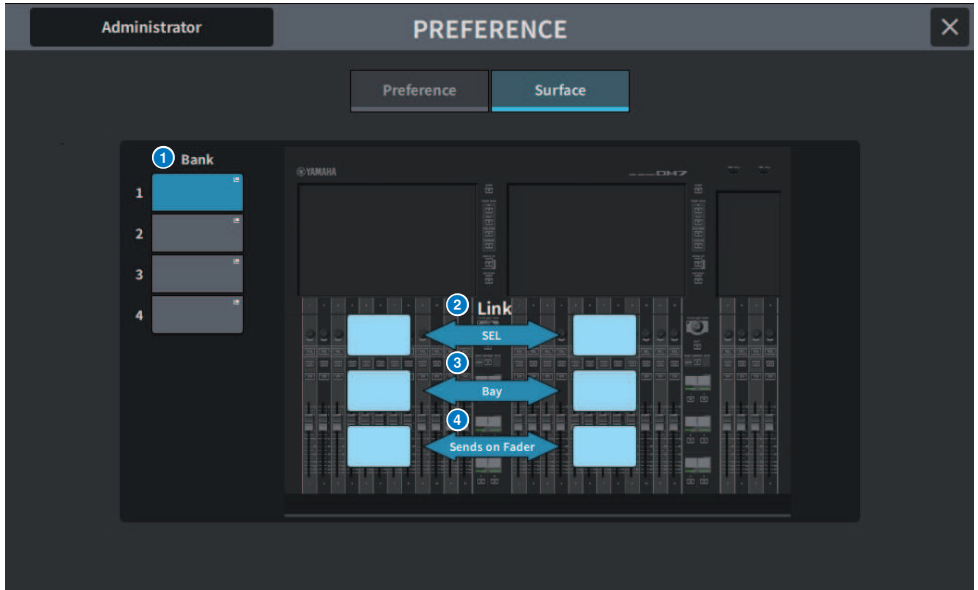 Administrator
PREFERENCE
Preference
Surface
1 Bank
1
2
3
4
YAMAHA
DM7
2 Link
SEL
3
Bay
4
Sends on Fader